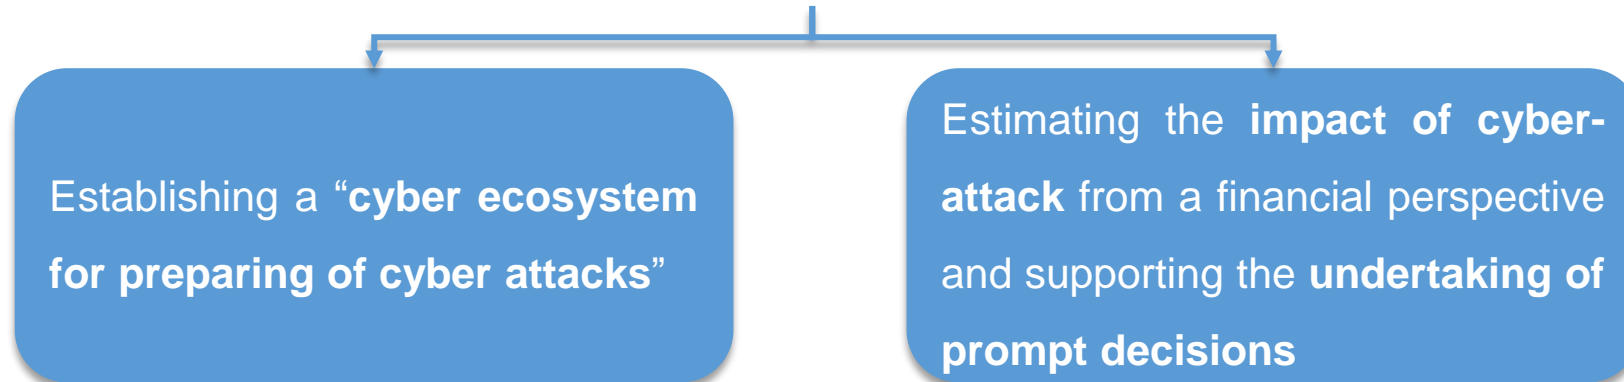 Establishing a “cyber ecosystem
for preparing of cyber attacks”
Estimating the impact of cyber-
attack from a financial perspective
and supporting the undertaking of
prompt decisions